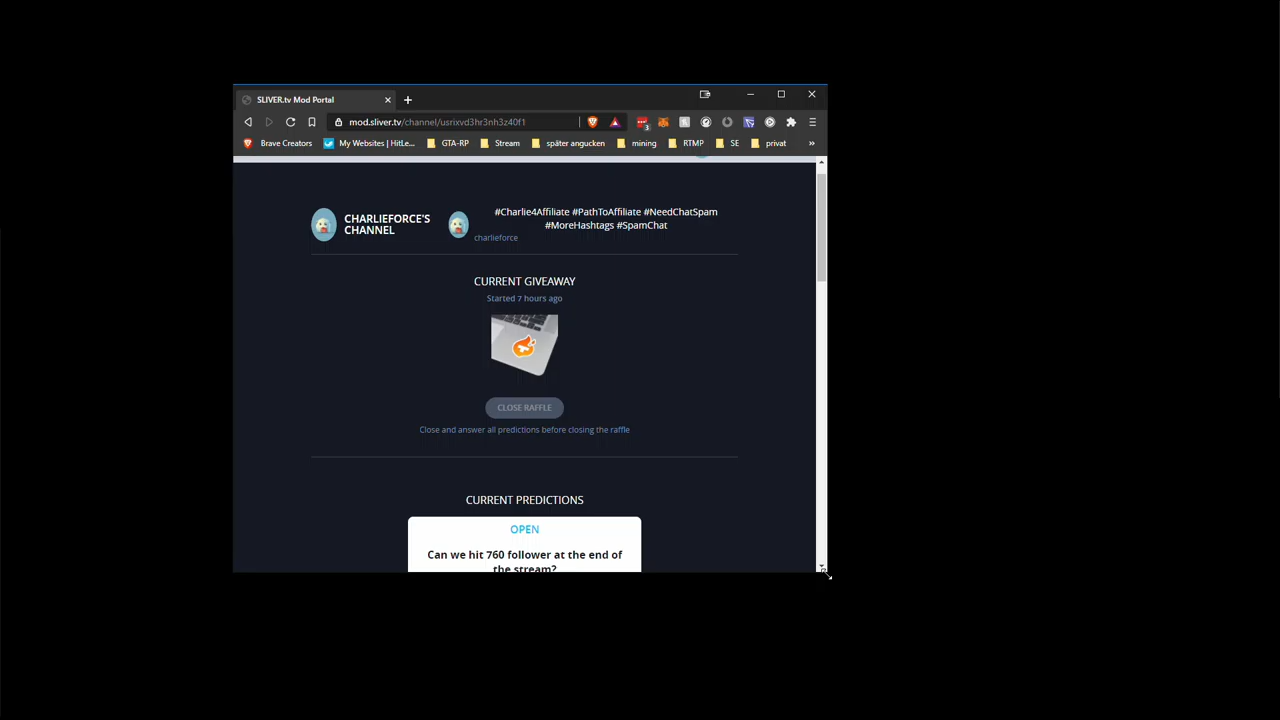 SLIVER.tv Mod Portal
mod.sliver.tv/channel/usrixvd3hr3nh3z40f1
3
Brave Creators
My Websites | HitLe...
GTA-RP
Stream
später angucken
mining
RTMP
SE
privat
»
CHARLIEFORCE'S
CHANNEL
#Charlie4Affiliate #PathToAffiliate #NeedChatSpam
#MoreHashtags #SpamChat
charlieforce
CURRENT GIVEAWAY
Started 7 hours ago
CLOSE RAFFLE
Close and answer all predictions before closing the raffle
CURRENT PREDICTIONS
OPEN
Can we hit 760 follower at the end of
the stream?